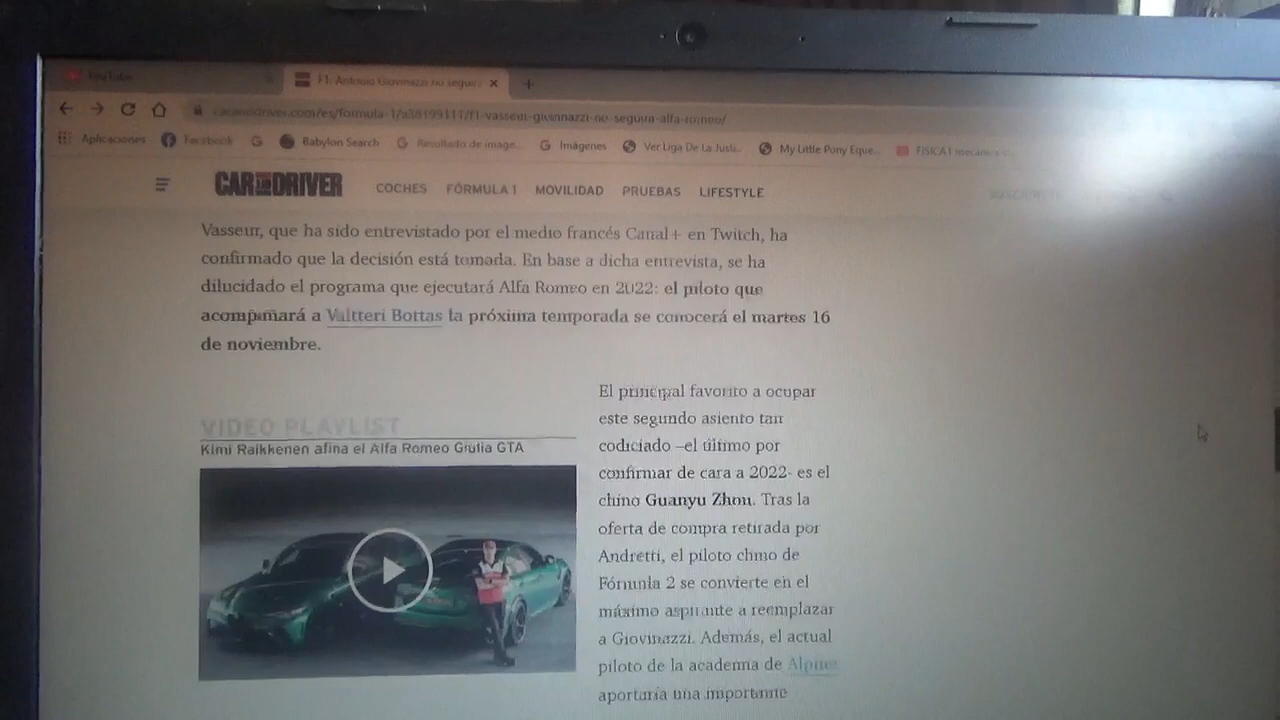 YouTube
F1: Antonio Giovinazzi no seguirá
caranddriver.com/es/formula-1/a38199111/f1-vasseur-giovinnazzi-no-seguira-alfa-romeo/
Aplicaciones Facebook Babylon Search Resultado de image... Imágenes Ver Liga De La Justi... My Little Pony Eque... FISICA I mecánica
CAR AND DRIVER COCHES FÓRMULA 1 MOVILIDAD PRUEBAS LIFESTYLE
Vasseur, que ha sido entrevistado por el medio francés Canal+ en Twitch, ha
confirmado que la decisión está tomada. En base a dicha entrevista, se ha
dilucidado el programa que ejecutará Alfa Romeo en 2022: el piloto que
acompañará a Valtteri Bottas la próxima temporada se conocerá el martes 16
de noviembre.
VIDEO PLAYLIST
Kimi Raikkenen afina el Alfa Romeo Giulia GTA
El principal favorito a ocupar
este segundo asiento tan
codiciado –el último por
confirmar de cara a 2022- es el
chino Guanyu Zhou. Tras la
oferta de compra retirada por
Andretti, el piloto chino de
Fórmula 2 se convierte en el
máximo aspirante a reemplazar
a Giovinazzi. Además, el actual
piloto de la academia de Alpine
aportaría una importante